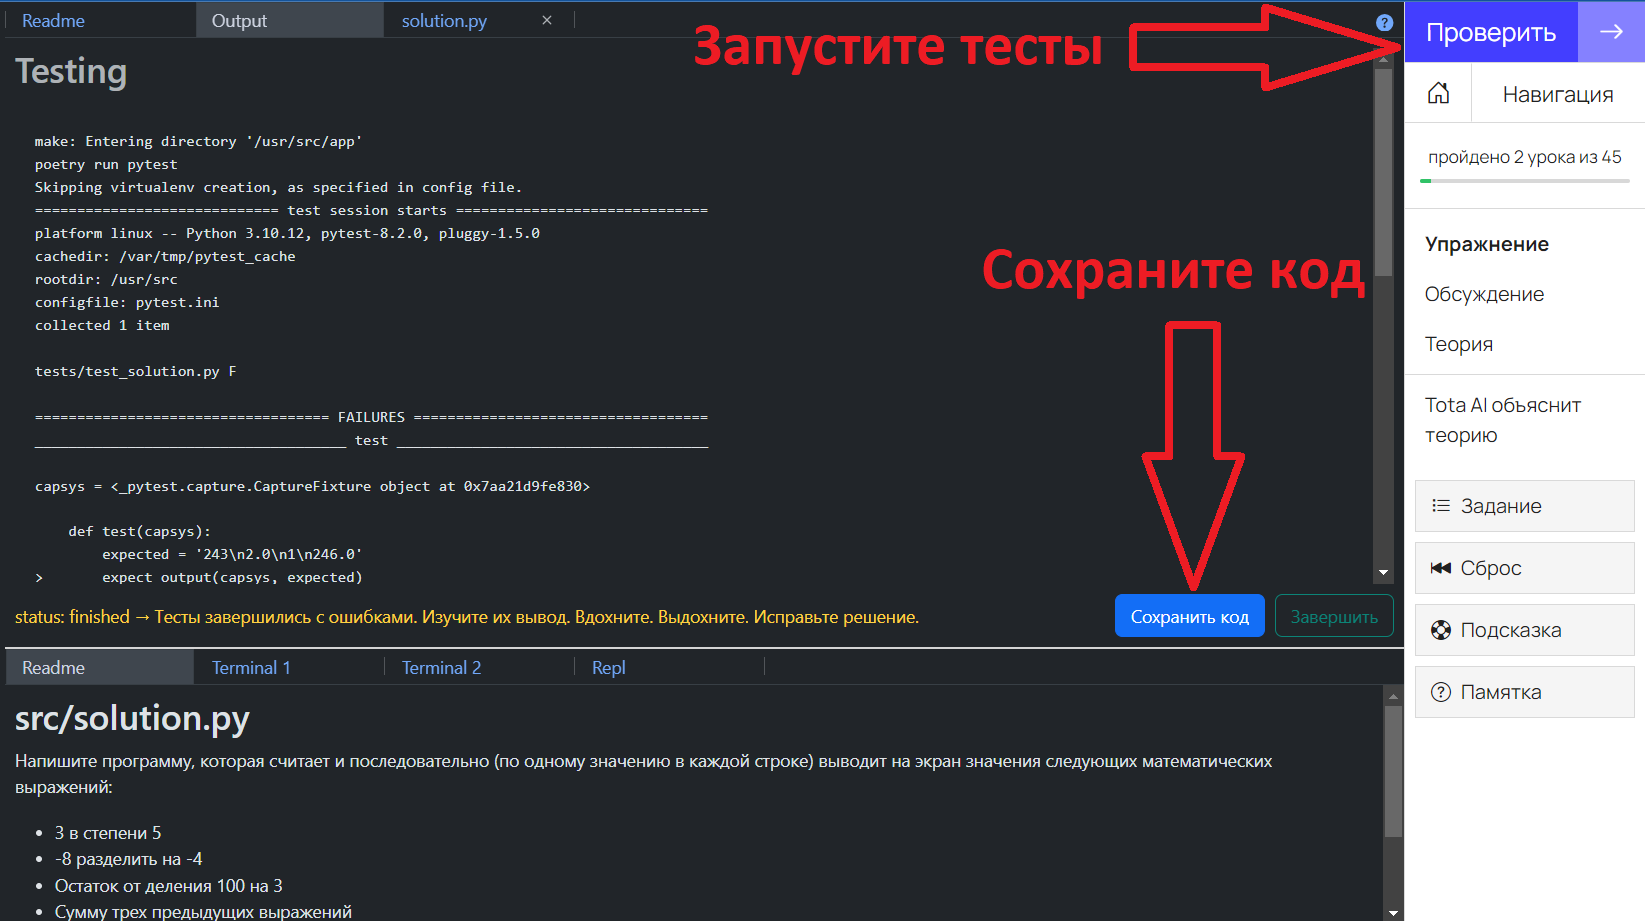 Readme
Output
solution.py
×
?
Запустите тесты
Проверить
Testing
make: Entering directory '/usr/src/app'
poetry run pytest
Skipping virtualenv creation, as specified in config file.
============================= test session starts ==============================
platform linux -- Python 3.10.12, pytest-8.2.0, pluggy-1.5.0
cachedir: /var/tmp/pytest_cache
rootdir: /usr/src
configfile: pytest.ini
collected 1 item
tests/test_solution.py F
=================================== FAILURES ===================================
_____________________________________ test _____________________________________
capsys = <_pytest.capture.CaptureFixture object at 0x7aa21d9fe830>
def test(capsys):
expected = '243\n2.0\n1\n246.0'
> expect_output(capsys, expected)
Сохраните код
status: finished → Тесты завершились с ошибками. Изучите их вывод. Вдохните. Выдохните. Исправьте решение.
Сохранить код
Завершить
Readme
Terminal 1
Terminal 2
Repl
src/solution.py
Напишите программу, которая считает и последовательно (по одному значению в каждой строке) выводит на экран значения следующих математических
выражений:
• 3 в степени 5
• -8 разделить на -4
• Остаток от деления 100 на 3
• Сумму трех предыдущих выражений
Навигация
пройдено 2 урока из 45
Упражнение
Обсуждение
Теория
Tota AI объяснит
теорию
Задание
Сброс
Подсказка
Памятка